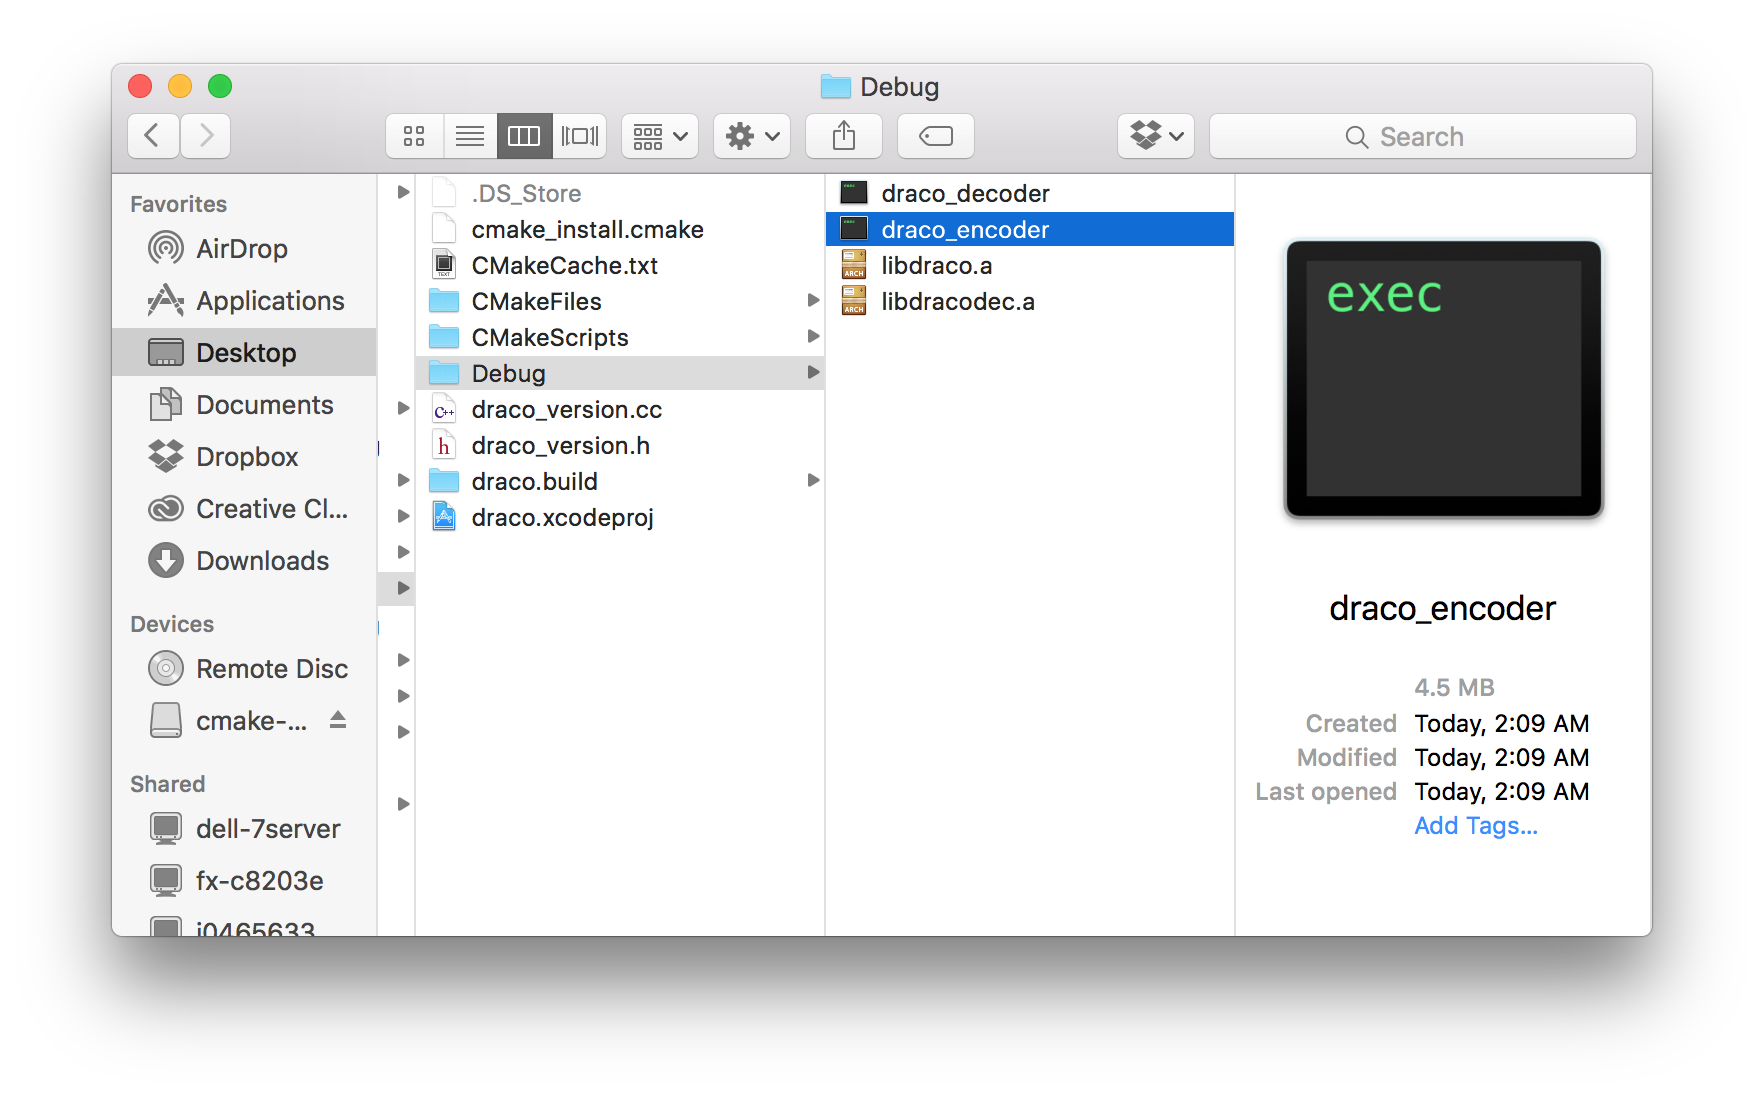 Debug
Search
Favorites
AirDrop
Applications
Desktop
Documents
Dropbox
Creative Cl...
Downloads
Devices
Remote Disc
cmake-...
Shared
dell-7server
fx-c8203e
i0465633
.DS_Store
cmake_install.cmake
CMakeCache.txt
CMakeFiles
CMakeScripts
Debug
draco_version.cc
draco_version.h
draco.build
draco.xcodeproj
draco_decoder
draco_encoder
libdraco.a
libdracodec.a
exec
draco_encoder
4.5 MB
Created Today, 2:09 AM
Modified Today, 2:09 AM
Last opened Today, 2:09 AM
Add Tags...